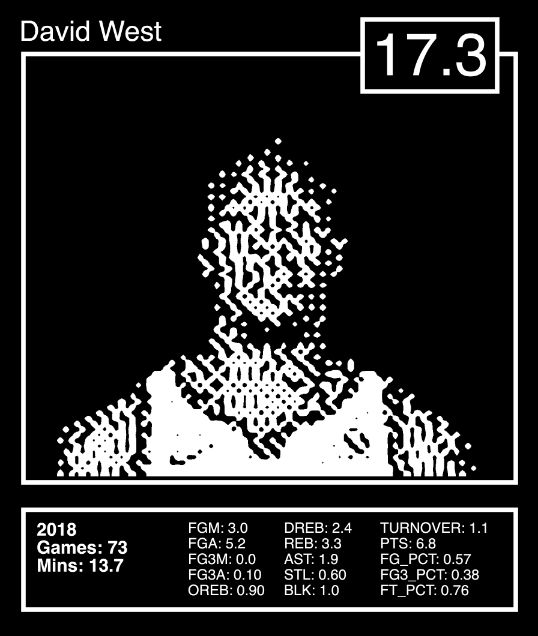 David West
17.3
2018
Games: 73
Mins: 13.7
FGM: 3.0
FGA: 5.2
FG3M: 0.0
FG3A: 0.10
OREB: 0.90
DREB: 2.4
REB: 3.3
AST: 1.9
STL: 0.60
BLK: 1.0
TURNOVER: 1.1
PTS: 6.8
FG_PCT: 0.57
FG3_PCT: 0.38
FT_PCT: 0.76